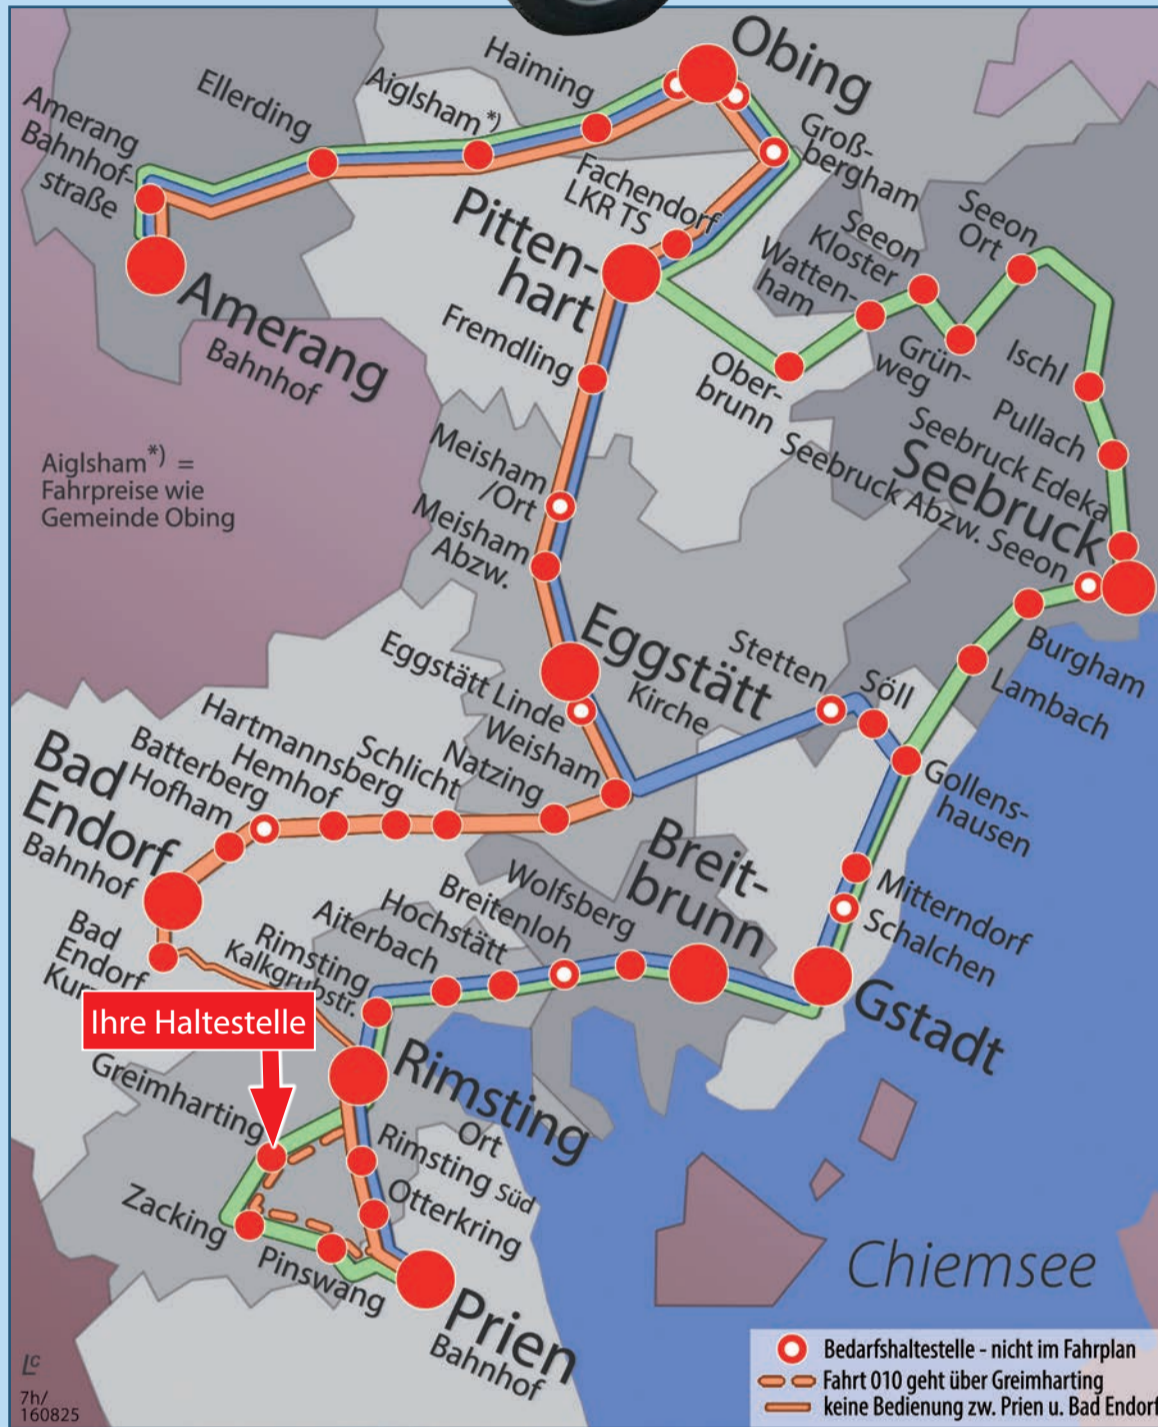 Obing
Haiming
Aiglsham*)
Ellerding
Amerang
Bahnhof-
straße
Groß-
bergham
Fachendorf
LKR TS
Pitten-
hart
Amerang
Bahnhof
Seeon
Ort
Seeon
Kloster
Watten-
ham
Grün-
weg
Ober-
brunn
Ischl
Pullach
Seebruck Edeka
Seebruck
Seebruck Abzw. Seeon
Fremdling
Aiglsham*) =
Fahrpreise wie
Gemeinde Obing
Meisham
/Ort
Meisham
Abzw.
Eggstätt
Kirche
Eggstätt Linde
Weisham
Natzing
Schlicht
Hartmannsberg
Hemhof
Batterberg
Hofham
Bad
Endorf
Bahnhof
Stetten
Söll
Burgham
Lambach
Gollens-
hausen
Mitterndorf
Schalchen
Gstadt
Breit-
brunn
Wolfsberg
Breitenloh
Hochstätt
Aiterbach
Rimsting
Kalkgrubstr.
Bad
Endorf
Ihre Haltestelle
Greimharting
Rimsting
Ort
Rimsting Süd
Otterkring
Zacking
Pinswang
Prien
Bahnhof
Chiemsee
Bedarfshaltestelle - nicht im Fahrplan
Fahrt 010 geht über Greimharting
keine Bedienung zw. Prien u. Bad Endorf
LC
7h/
160825